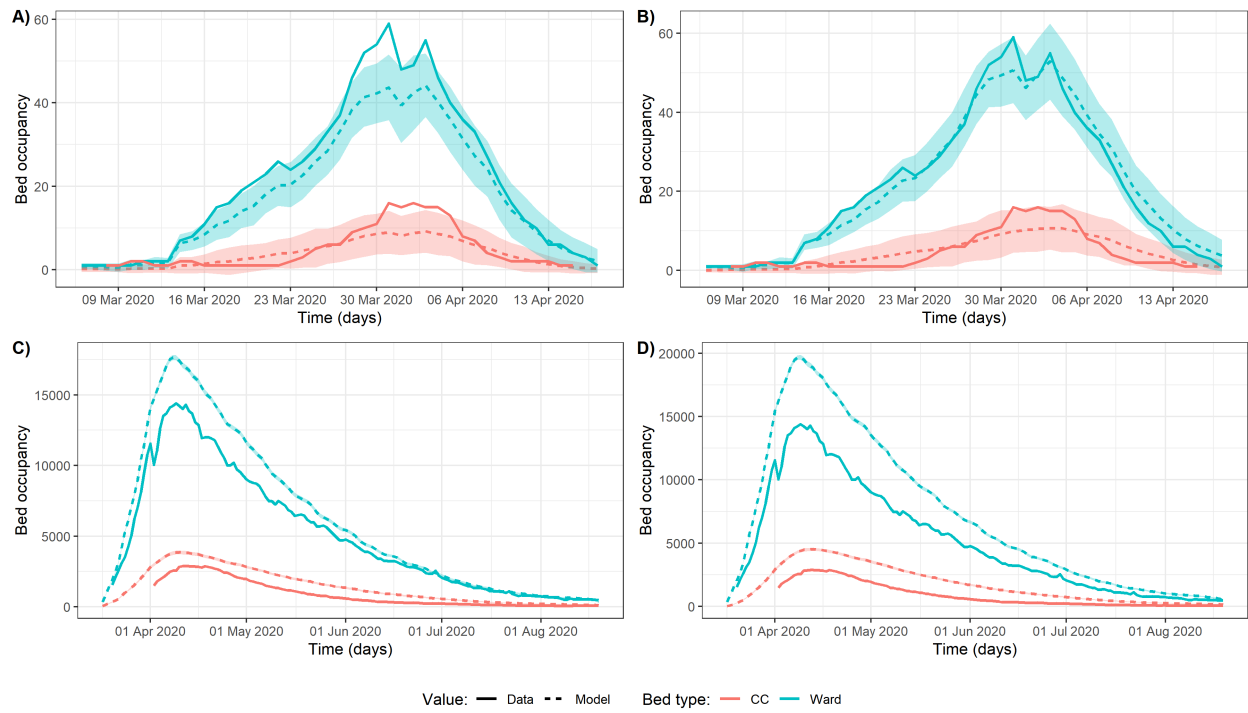 A)
Bed occupancy
60
40
20
0
09 Mar 2020 16 Mar 2020 23 Mar 2020 30 Mar 2020 06 Apr 2020 13 Apr 2020
Time (days)
B)
Bed occupancy
60
40
20
0
09 Mar 2020 16 Mar 2020 23 Mar 2020 30 Mar 2020 06 Apr 2020 13 Apr 2020
Time (days)
C)
Bed occupancy
15000
10000
5000
0
01 Apr 2020 01 May 2020 01 Jun 2020 01 Jul 2020 01 Aug 2020
Time (days)
D)
Bed occupancy
20000
15000
10000
5000
0
01 Apr 2020 01 May 2020 01 Jun 2020 01 Jul 2020 01 Aug 2020
Time (days)
Value: Data Model Bed type: CC Ward